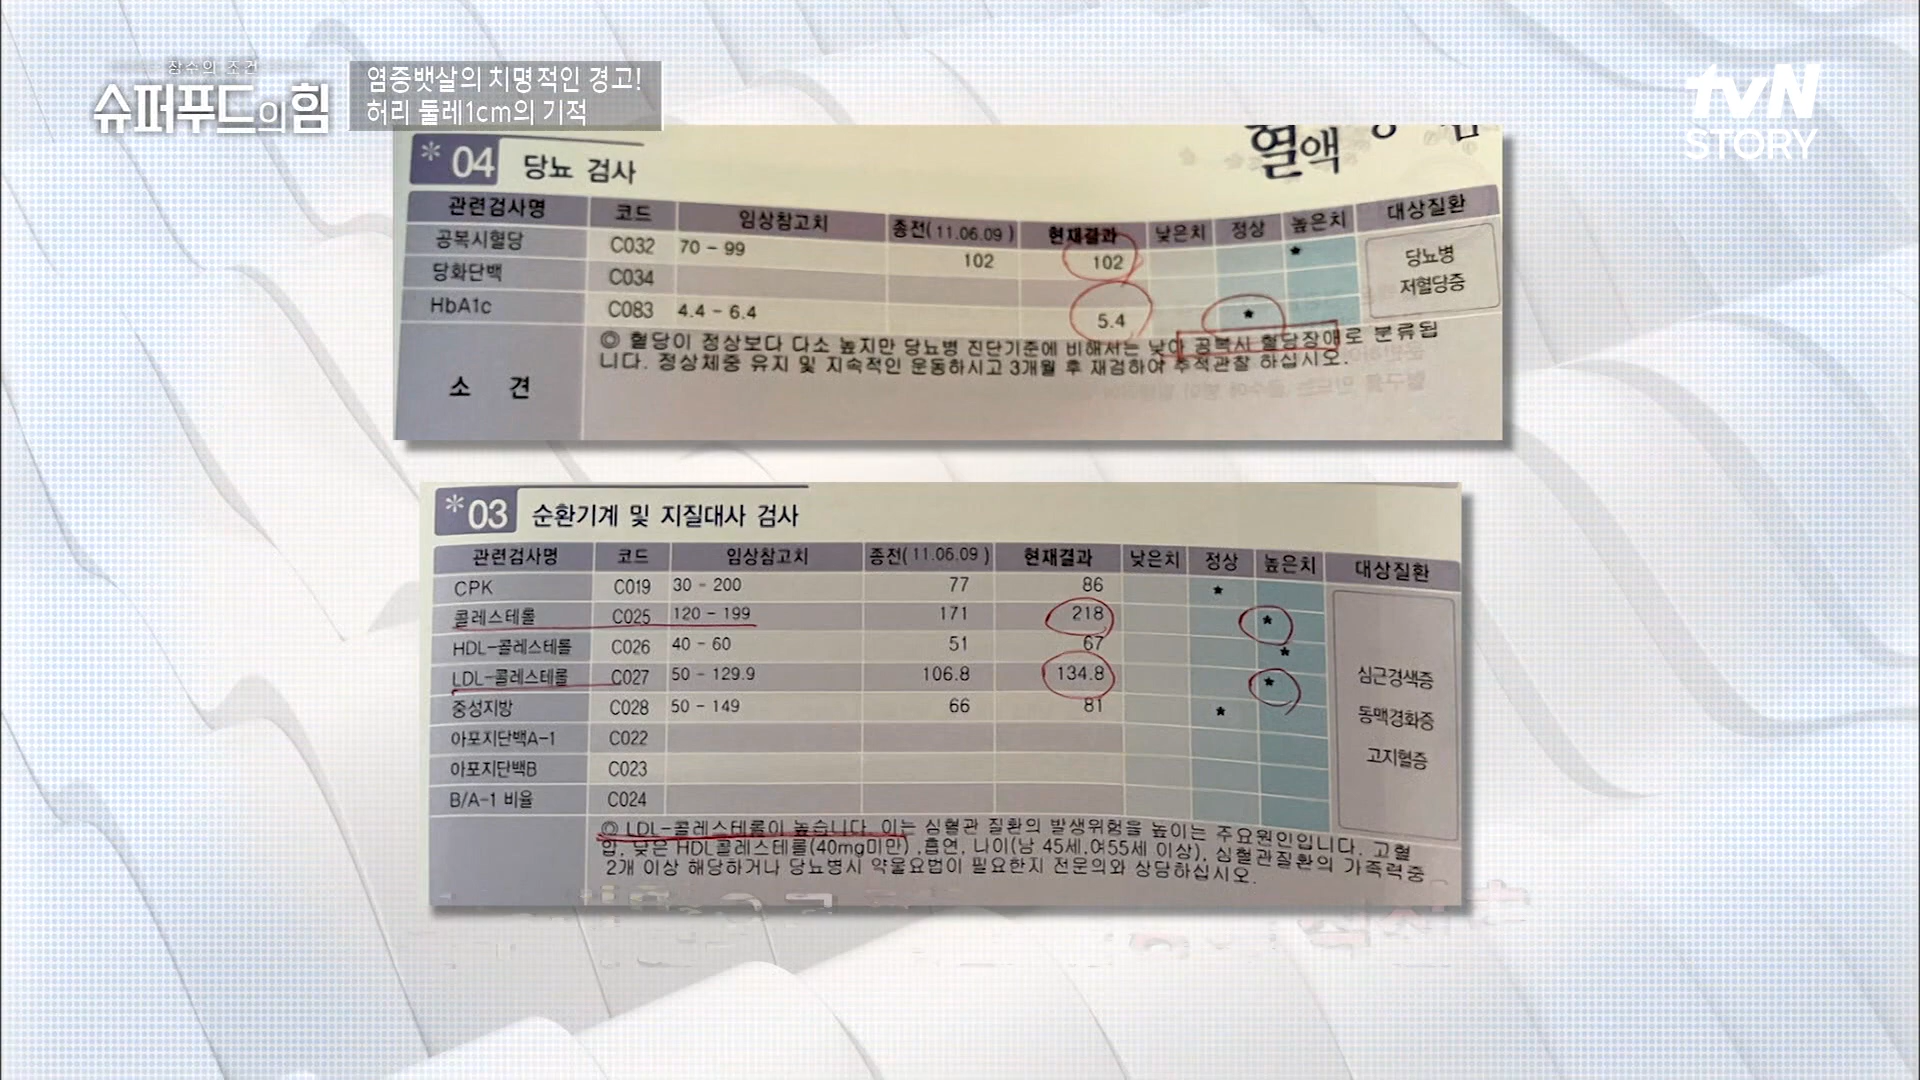 장수의 조건
슈퍼푸드의 힘
염증뱃살의 치명적인 경고!
허리 둘레1cm의 기적
tvN
STORY
혈액
*04 당뇨 검사
관련검사명 코드 임상참고치 종전(11.06.09) 현재결과 낮은치 정상 높은치 대상질환
공복시혈당 C032 70 - 99 102 102 *
당화단백 C034
HbA1c C083 4.4 - 6.4 5.4 *
당뇨병
저혈당증
소 견
◎ 혈당이 정상보다 다소 높지만 당뇨병 진단기준에 비해서는 낮아 공복시 혈당장애로 분류됩
니다. 정상체중 유지 및 지속적인 운동하시고 3개월 후 재검하여 추적관찰 하십시오.
*03 순환기계 및 지질대사 검사
관련검사명 코드 임상참고치 종전(11.06.09) 현재결과 낮은치 정상 높은치 대상질환
CPK C019 30 - 200 77 86 *
콜레스테롤 C025 120 - 199 171 218 *
HDL-콜레스테롤 C026 40 - 60 51 67 *
LDL-콜레스테롤 C027 50 - 129.9 106.8 134.8 *
중성지방 C028 50 - 149 66 81 *
아포지단백A-1 C022
아포지단백B C023
B/A-1 비율 C024
심근경색증
동맥경화증
고지혈증
◎ LDL-콜레스테롤이 높습니다. 이는 심혈관 질환의 발생위험을 높이는 주요원인입니다. 고혈
압, 낮은 HDL콜레스테롤(40mg미만) ,흡연, 나이(남 45세,여55세 이상), 심혈관질환의 가족력중
2개 이상 해당하거나 당뇨병시 약물요법이 필요한지 전문의와 상담하십시오.